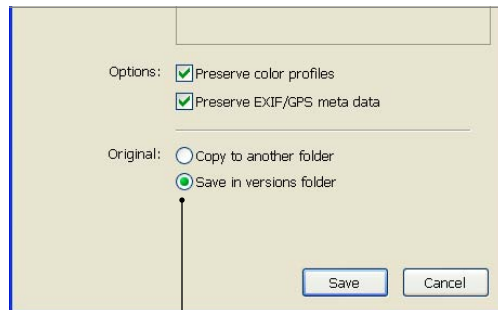 Options: Preserve color profiles
Preserve EXIF/GPS meta data
Original: Copy to another folder
Save in versions folder
Save Cancel